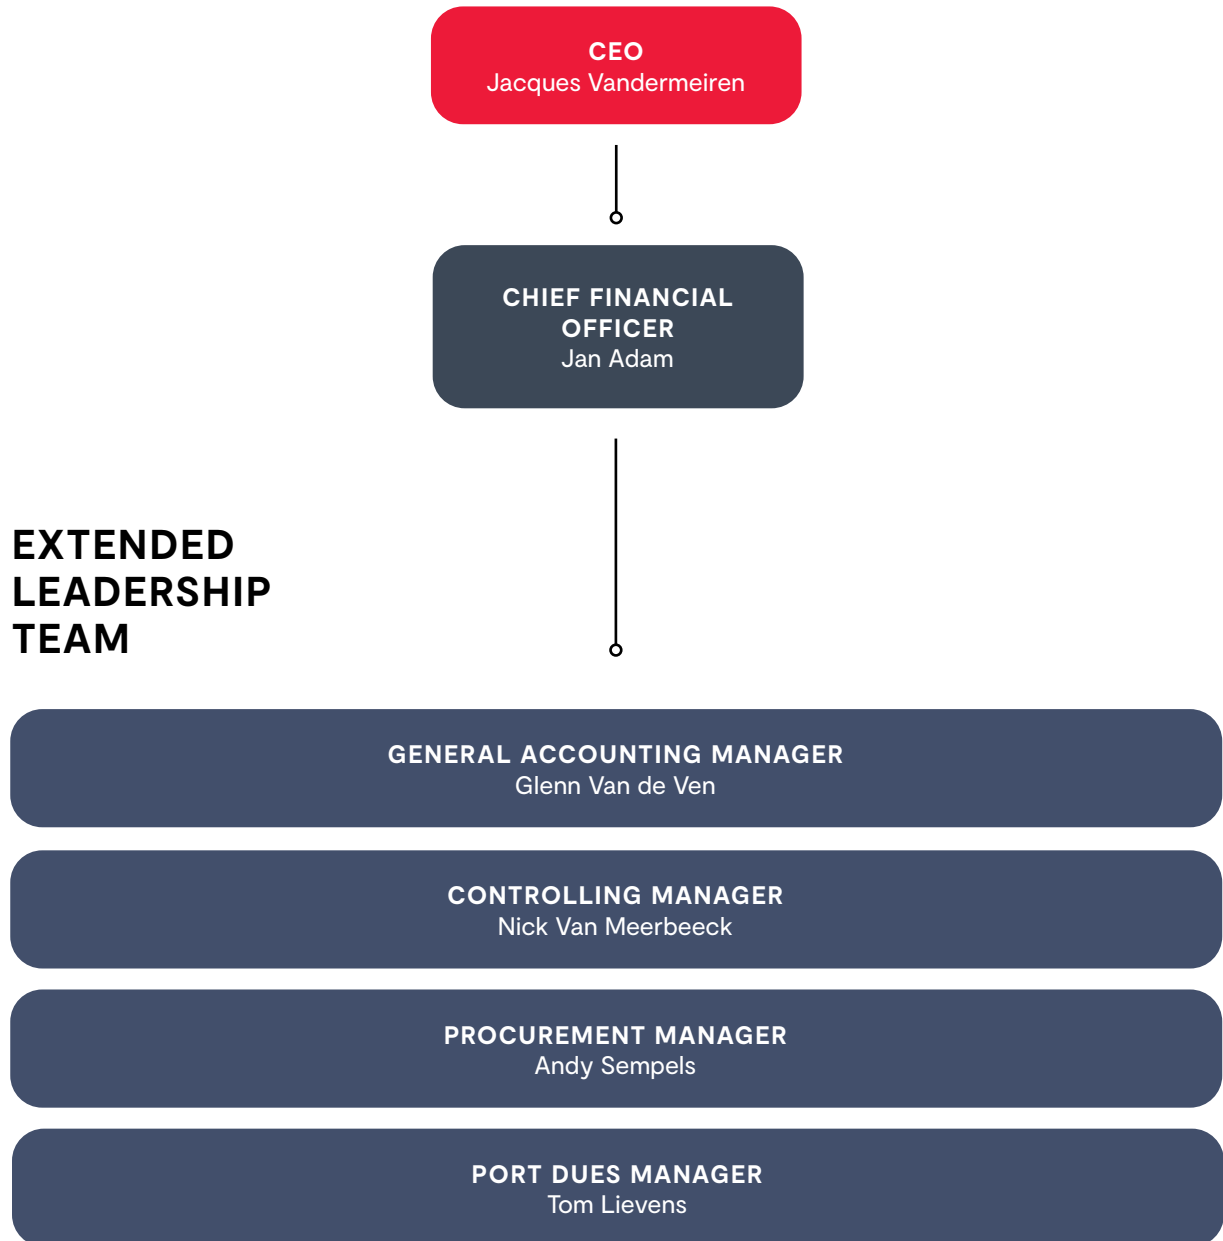 CEO
Jacques Vandermeiren
CHIEF FINANCIAL
OFFICER
Jan Adam
EXTENDED
LEADERSHIP
TEAM
GENERAL ACCOUNTING MANAGER
Glenn Van de Ven
CONTROLLING MANAGER
Nick Van Meerbeeck
PROCUREMENT MANAGER
Andy Sempels
PORT DUES MANAGER
Tom Lievens